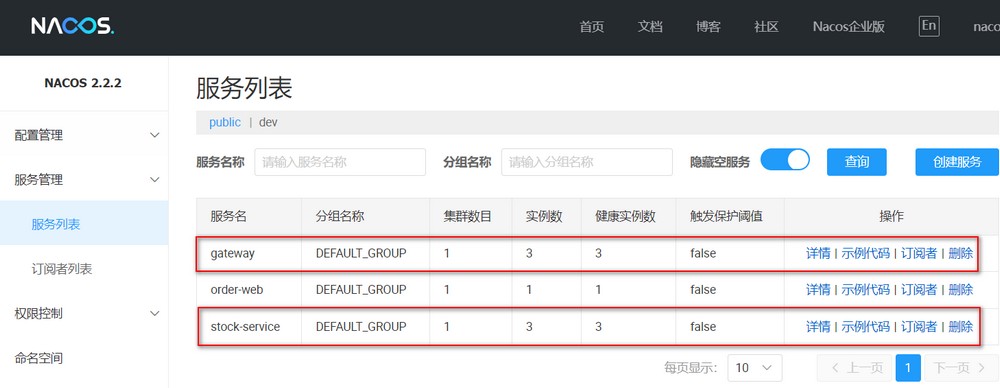 NACOS.
首页 文档 博客 社区 Nacos企业版 En naco
NACOS 2.2.2
配置管理
服务管理
服务列表
订阅者列表
权限控制
命名空间
服务列表
public | dev
服务名称 请输入服务名称 分组名称 请输入分组名称 隐藏空服务 查询 创建服务
服务名 分组名称 集群数目 实例数 健康实例数 触发保护阈值 操作
gateway DEFAULT_GROUP 1 3 3 false 详情 | 示例代码 | 订阅者 | 删除
order-web DEFAULT_GROUP 1 1 1 false 详情 | 示例代码 | 订阅者 | 删除
stock-service DEFAULT_GROUP 1 3 3 false 详情 | 示例代码 | 订阅者 | 删除
每页显示: 10 < 上一页 1 下一页 >